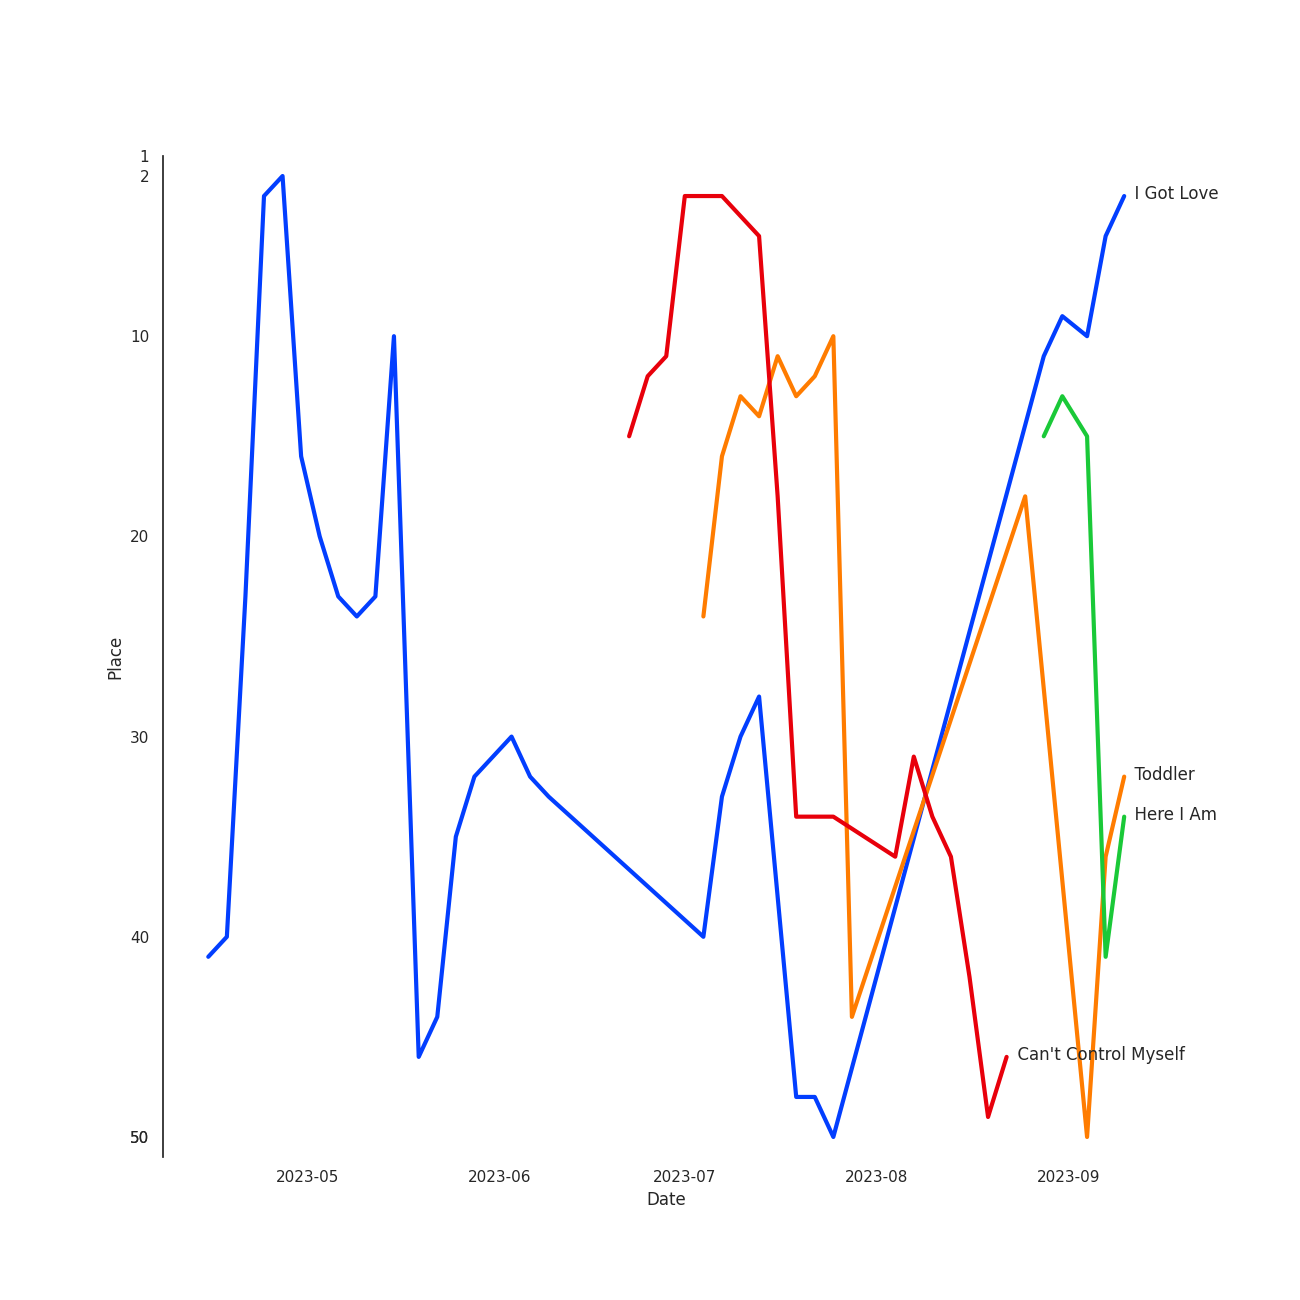 1
2
10
20
30
40
50
Place
I Got Love
Toddler
Here I Am
Can't Control Myself
2023-05 2023-06 2023-07 2023-08 2023-09
Date